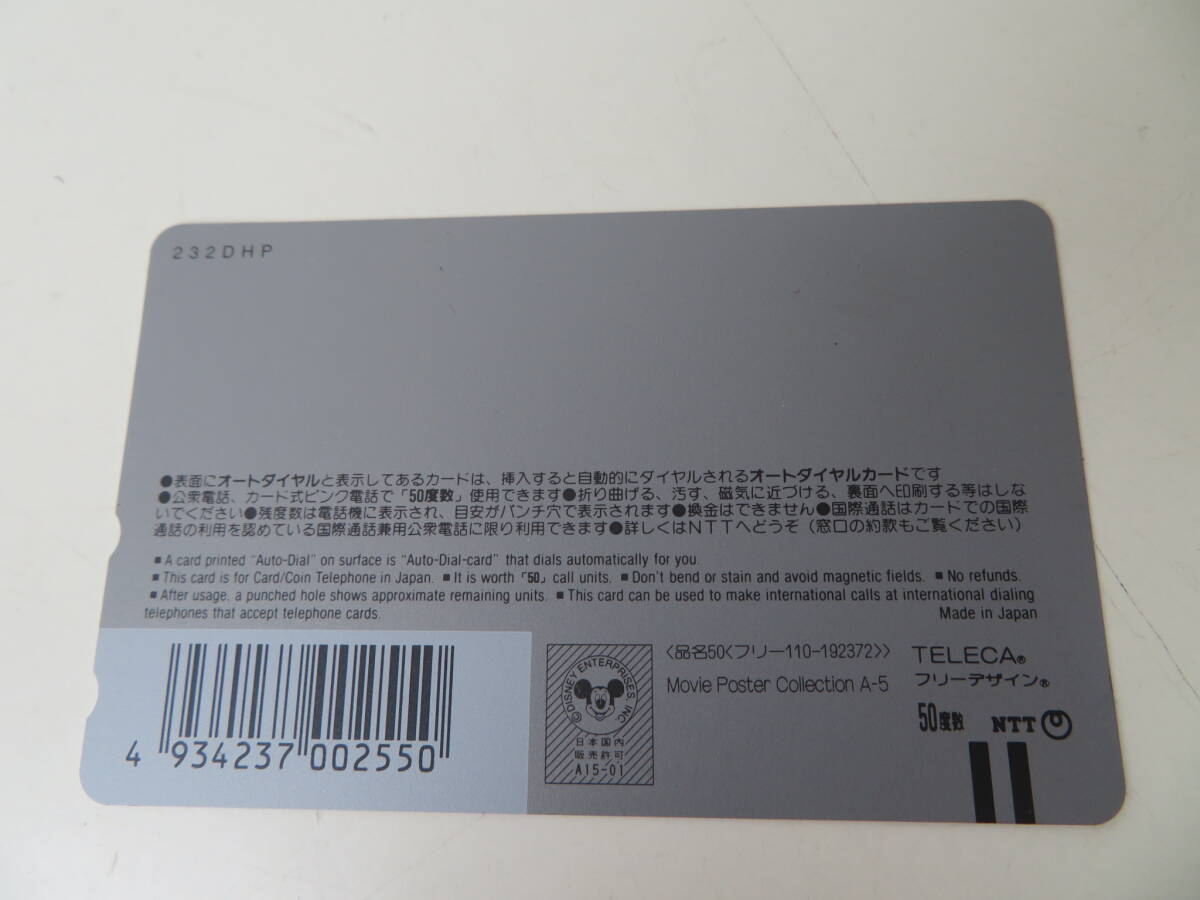 232DHP
●表面にオートダイヤルと表示してあるカードは、挿入すると自動的にダイヤルされるオートダイヤルカードです
●公衆電話、カード式ピンク電話で「50度数」使用できます●折り曲げる、汚す、磁気に近づける、裏面へ印刷する等はしな
いでください●残度数は電話機に表示され、目安がパンチ穴で表示されます●換金はできません●国際通話はカードでの国際
通話の利用を認めている国際通話兼用公衆電話に限り利用できます●詳しくはNTTへどうぞ（窓口の約款もご覧ください）
■A card printed "Auto-Dial" on surface is "Auto-Dial-card" that dials automatically for you.
■This card is for Card/Coin Telephone in Japan. ■It is worth「50」call units. ■Don't bend or stain and avoid magnetic fields. ■No refunds.
■After usage, a punched hole shows approximate remaining units. ■This card can be used to make international calls at international dialing
telephones that accept telephone cards.
Made in Japan
4 934237 002550
©DISNEY ENTERPRISES, INC.
日本国内
販売許可
A15-01
〈品名50〈フリー110-192372〉〉
Movie Poster Collection A-5
TELECA®
フリーデザイン®
50度数 NTT